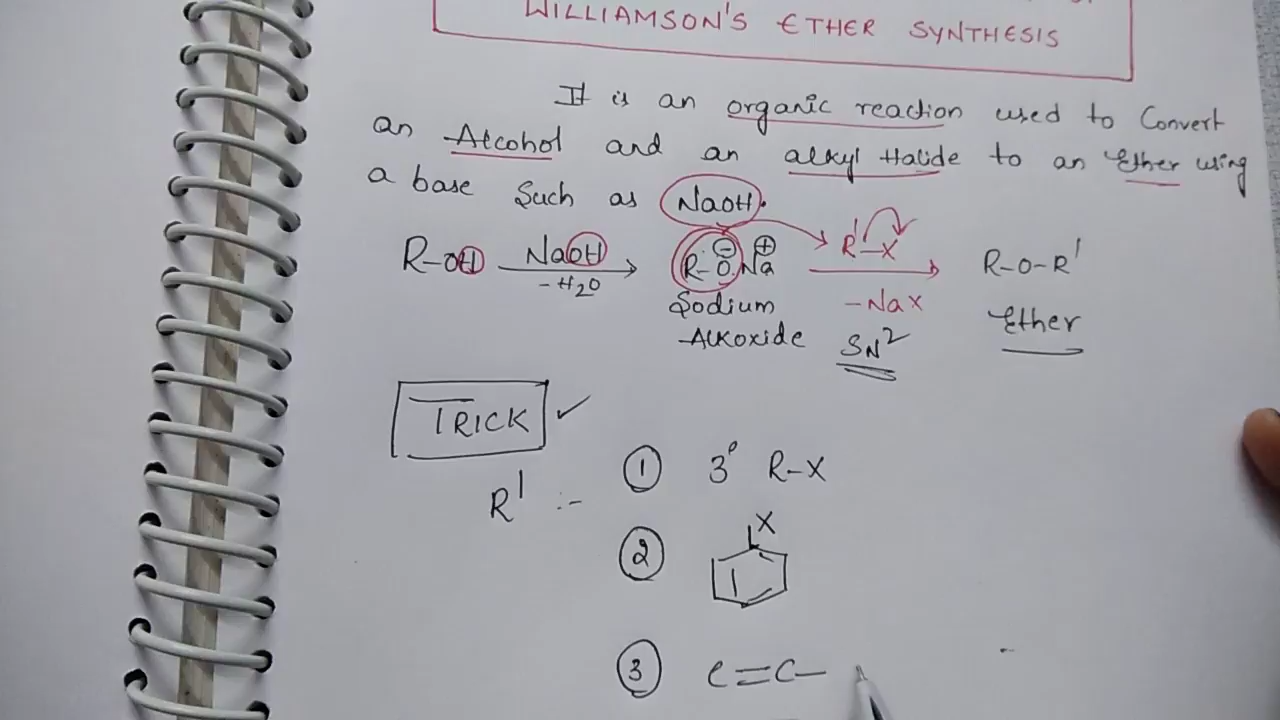 WILLIAMSON'S ETHER SYNTHESIS
It is an organic reaction used to Convert
an Alcohol and an alkyl Halide to an Ether using
a base Such as NaOH.
R-OH NaOH R-O⊖ Na⊕ R'-X R-O-R'
-H2O Sodium -NaX Ether
Alkoxide SN2
TRICK ✓
① 3° R-X
R' :-
② X
③ C=C-